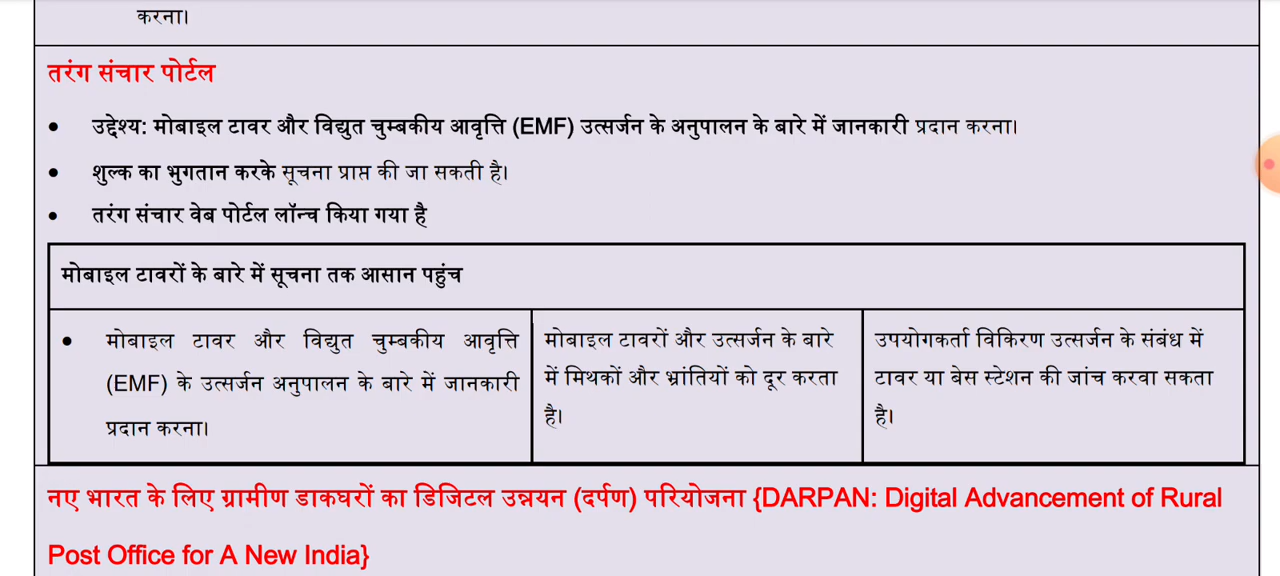 करना।
तरंग संचार पोर्टल
• उद्देश्य: मोबाइल टावर और विद्युत चुम्बकीय आवृत्ति (EMF) उत्सर्जन के अनुपालन के बारे में जानकारी प्रदान करना।
• शुल्क का भुगतान करके सूचना प्राप्त की जा सकती है।
• तरंग संचार वेब पोर्टल लॉन्च किया गया है
मोबाइल टावरों के बारे में सूचना तक आसान पहुंच
• मोबाइल टावर और विद्युत चुम्बकीय आवृत्ति
(EMF) के उत्सर्जन अनुपालन के बारे में जानकारी
प्रदान करना।
मोबाइल टावरों और उत्सर्जन के बारे
में मिथकों और भ्रांतियों को दूर करता
है।
उपयोगकर्ता विकिरण उत्सर्जन के संबंध में
टावर या बेस स्टेशन की जांच करवा सकता
है।
नए भारत के लिए ग्रामीण डाकघरों का डिजिटल उन्नयन (दर्पण) परियोजना {DARPAN: Digital Advancement of Rural
Post Office for A New India}